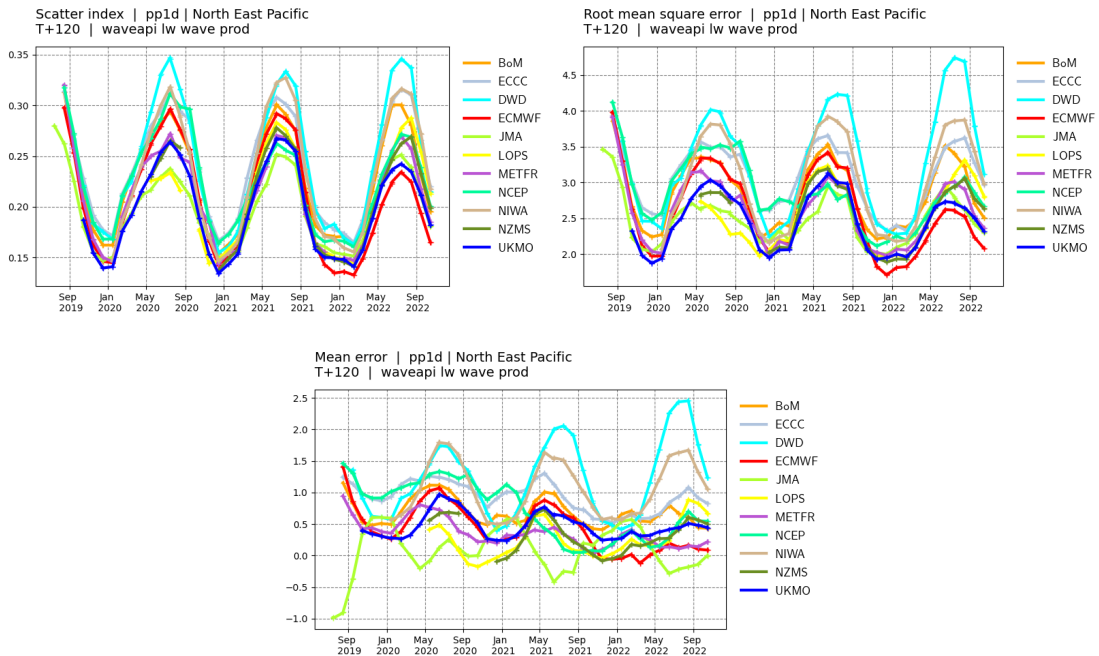 Scatter index | pp1d | North East Pacific
T+120 | waveapi lw wave prod
0.35
0.30
0.25
0.20
0.15
Sep 2019
Jan 2020
May 2020
Sep 2020
Jan 2021
May 2021
Sep 2021
Jan 2022
May 2022
Sep 2022
BoM
ECCC
DWD
ECMWF
JMA
LOPS
METFR
NCEP
NIWA
NZMS
UKMO
Root mean square error | pp1d | North East Pacific
T+120 | waveapi lw wave prod
4.5
4.0
3.5
3.0
2.5
2.0
Sep 2019
Jan 2020
May 2020
Sep 2020
Jan 2021
May 2021
Sep 2021
Jan 2022
May 2022
Sep 2022
BoM
ECCC
DWD
ECMWF
JMA
LOPS
METFR
NCEP
NIWA
NZMS
UKMO
Mean error | pp1d | North East Pacific
T+120 | waveapi lw wave prod
2.5
2.0
1.5
1.0
0.5
0.0
−0.5
−1.0
Sep 2019
Jan 2020
May 2020
Sep 2020
Jan 2021
May 2021
Sep 2021
Jan 2022
May 2022
Sep 2022
BoM
ECCC
DWD
ECMWF
JMA
LOPS
METFR
NCEP
NIWA
NZMS
UKMO